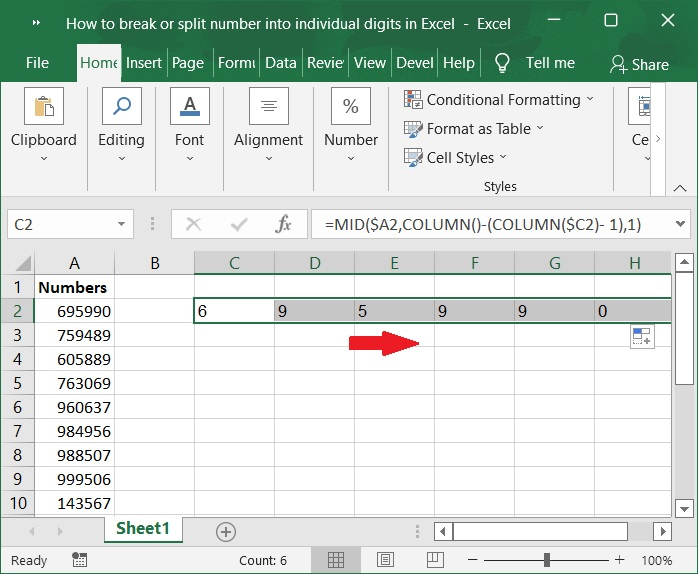 How to break or split number into individual digits in Excel - Excel
File Home Insert Page Formu Data Review View Devel Help Tell me Share
Clipboard Editing Font Alignment Number
Conditional Formatting
Format as Table
Cell Styles
Ce
Styles
C2 fx =MID($A2,COLUMN()-(COLUMN($C2)- 1),1)
A B C D E F G H
1 Numbers
2 695990 6 9 5 9 9 0
3 759489
4 605889
5 763069
6 960637
7 984956
8 988507
9 999506
10 143567
Sheet1
Ready Count: 6 100%